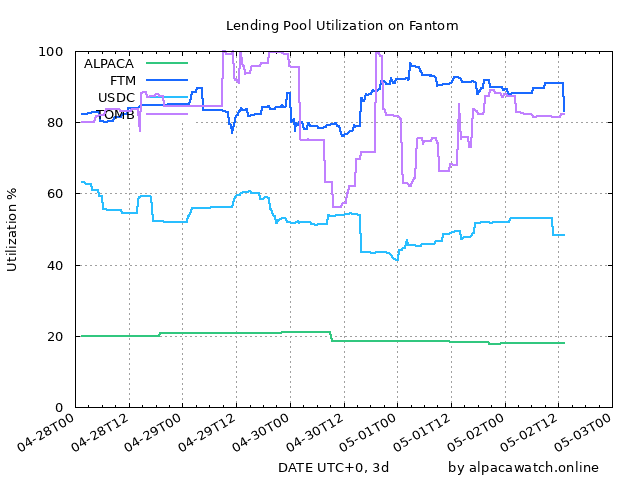 Lending Pool Utilization on Fantom
Utilization %
100
80
60
40
20
0
ALPACA
FTM
USDC
TOMB
04-28T00
04-28T12
04-29T00
04-29T12
04-30T00
04-30T12
05-01T00
05-01T12
05-02T00
05-02T12
05-03T00
DATE UTC+0, 3d
by alpacawatch.online